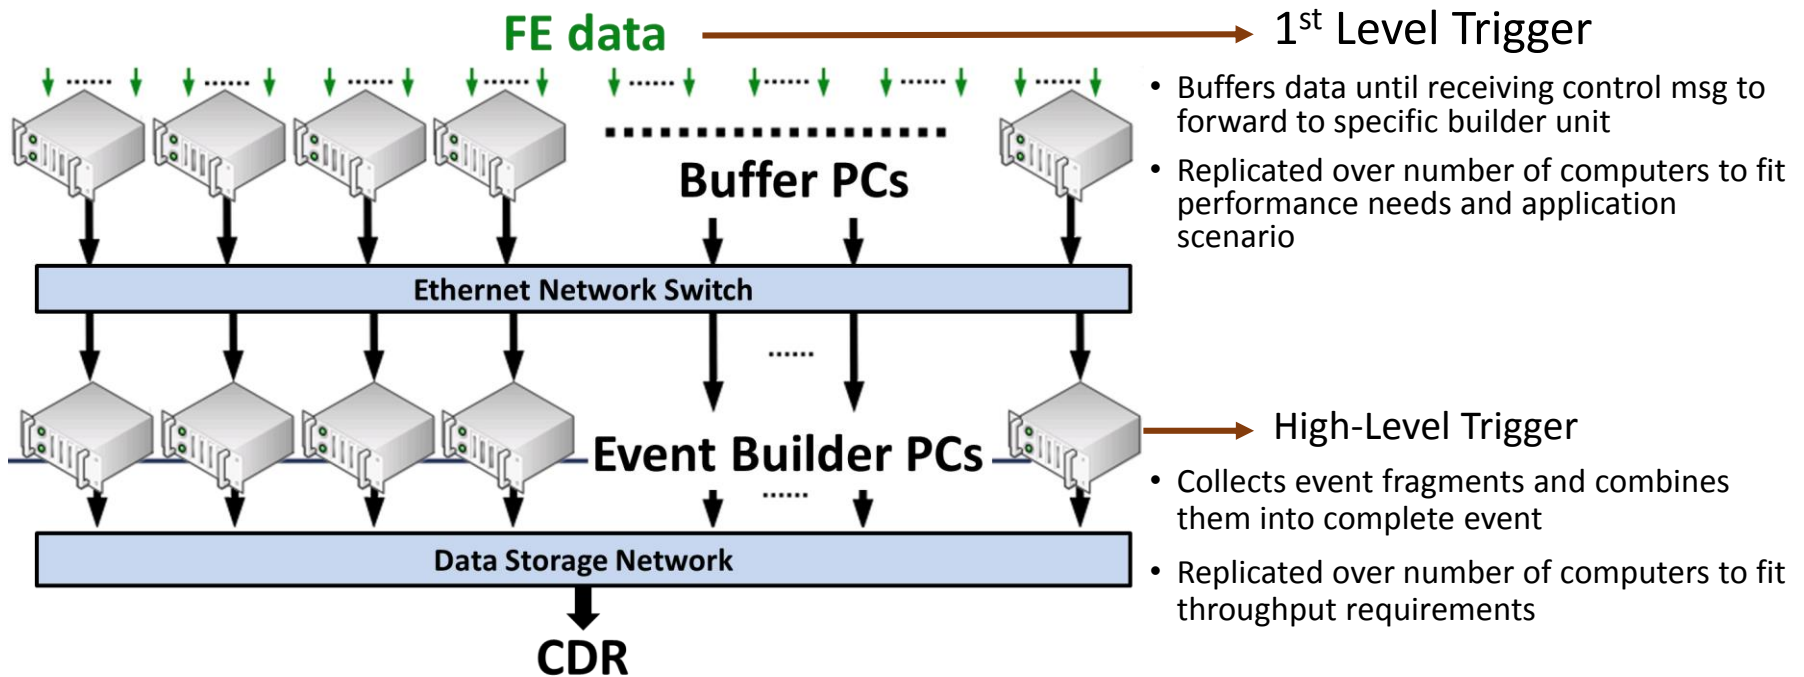 FE data
1st Level Trigger
• Buffers data until receiving control msg to
forward to specific builder unit
• Replicated over number of computers to fit
performance needs and application
scenario
Buffer PCs
Ethernet Network Switch
Event Builder PCs
High-Level Trigger
• Collects event fragments and combines
them into complete event
• Replicated over number of computers to fit
throughput requirements
Data Storage Network
CDR